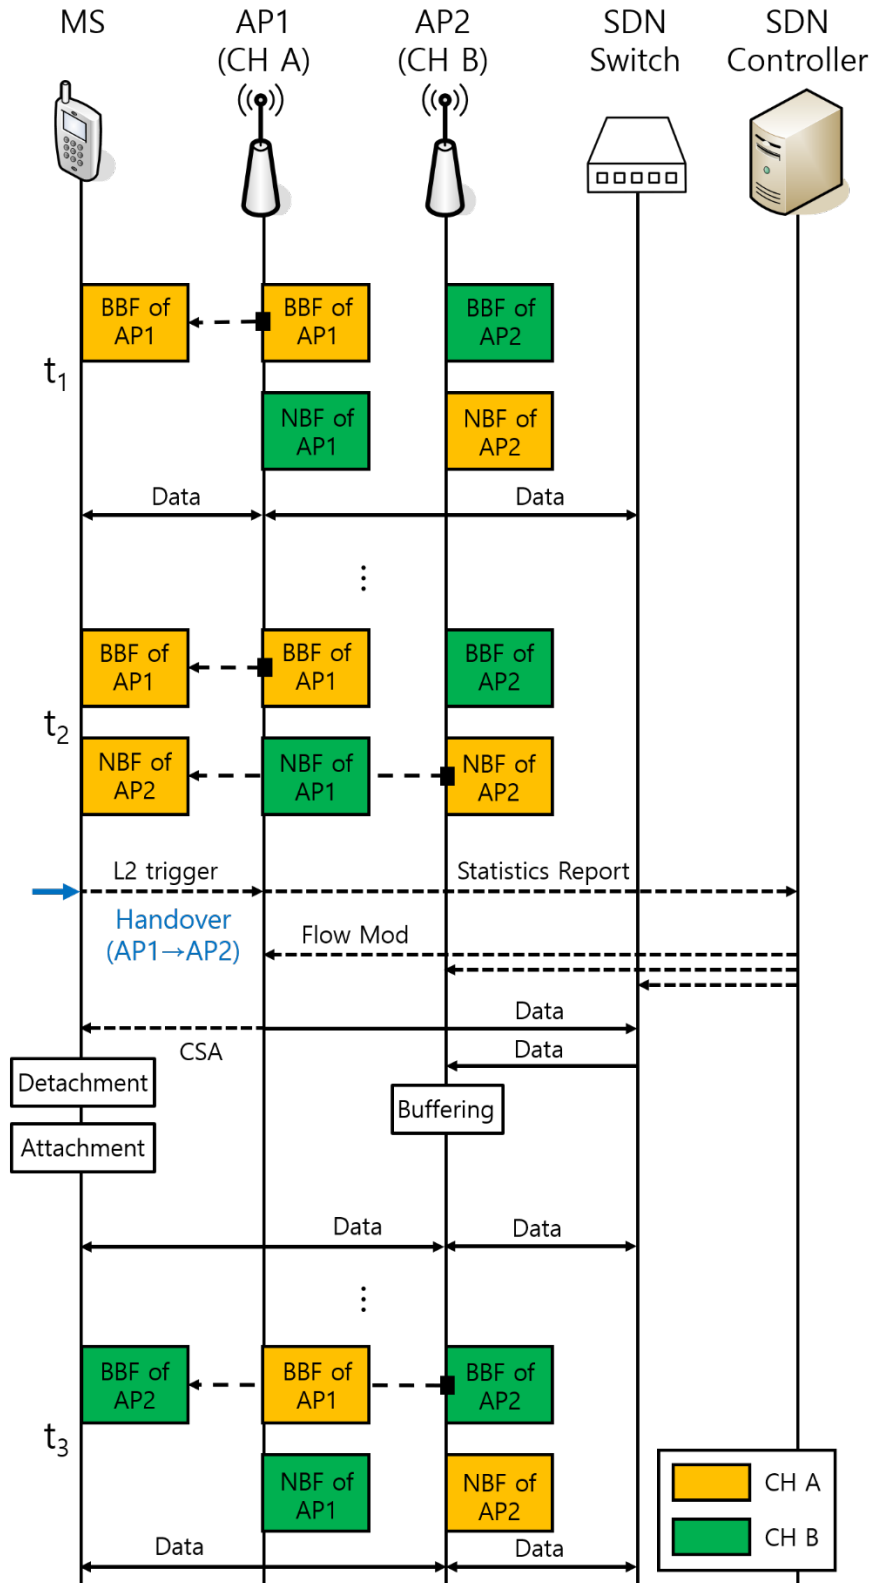 MS
AP1
(CH A)
AP2
(CH B)
SDN
Switch
SDN
Controller
t1
BBF of
AP1
BBF of
AP1
BBF of
AP2
NBF of
AP1
NBF of
AP2
Data
Data
⋮
t2
BBF of
AP1
BBF of
AP1
BBF of
AP2
NBF of
AP2
NBF of
AP1
NBF of
AP2
L2 trigger
Statistics Report
Handover
(AP1→AP2)
Flow Mod
Data
CSA
Data
Detachment
Buffering
Attachment
Data
Data
⋮
t3
BBF of
AP2
BBF of
AP1
BBF of
AP2
NBF of
AP1
NBF of
AP2
CH A
CH B
Data
Data